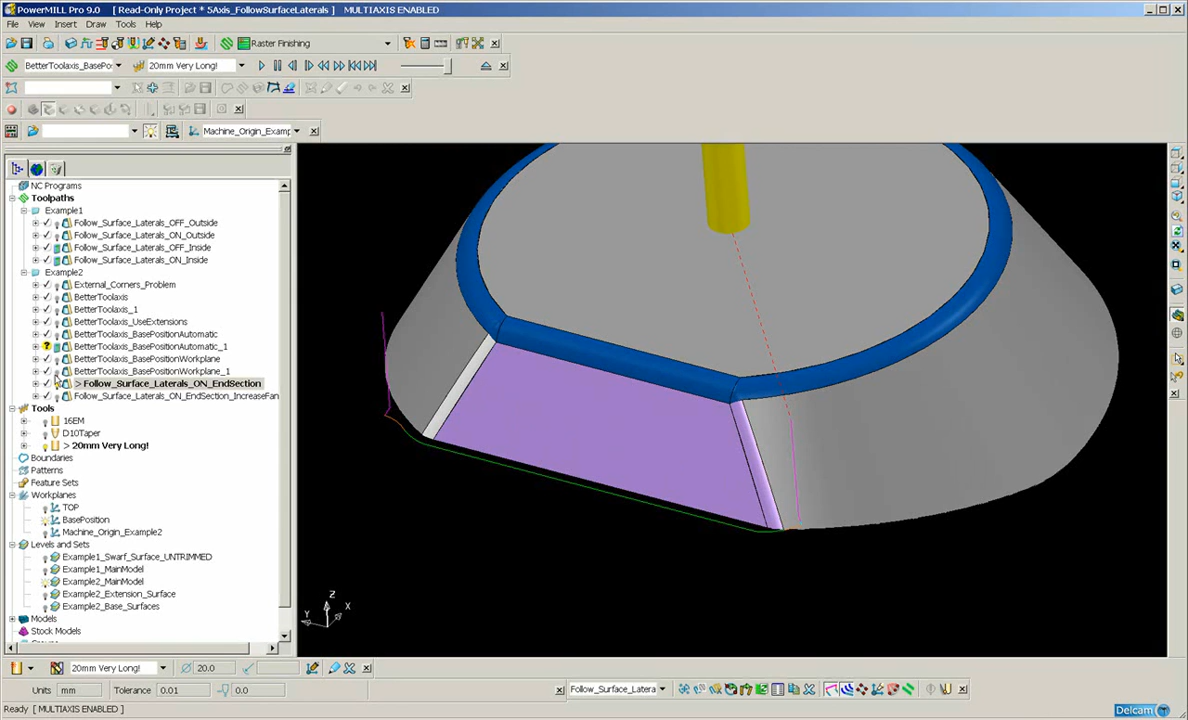 PowerMILL Pro 9.0 [ Read-Only Project * 5Axis_FollowSurfaceLaterals ] MULTIAXIS ENABLED
File View Insert Draw Tools Help
Raster Finishing
BetterToolaxis_BasePos 20mm Very Long!
Machine_Origin_Examp
NC Programs
Toolpaths
Example1
Follow_Surface_Laterals_OFF_Outside
Follow_Surface_Laterals_ON_Outside
Follow_Surface_Laterals_OFF_Inside
Follow_Surface_Laterals_ON_Inside
Example2
External_Corners_Problem
BetterToolaxis
BetterToolaxis_1
BetterToolaxis_UseExtensions
BetterToolaxis_BasePositionAutomatic
? BetterToolaxis_BasePositionAutomatic_1
BetterToolaxis_BasePositionWorkplane
BetterToolaxis_BasePositionWorkplane_1
> Follow_Surface_Laterals_ON_EndSection
Follow_Surface_Laterals_ON_EndSection_IncreaseFan
Tools
16EM
D10Taper
> 20mm Very Long!
Boundaries
Patterns
Feature Sets
Workplanes
TOP
BasePosition
Machine_Origin_Example2
Levels and Sets
Example1_Swarf_Surface_UNTRIMMED
Example1_MainModel
Example2_MainModel
Example2_Extension_Surface
Example2_Base_Surfaces
Models
Stock Models
Z
X
Y
20mm Very Long! 20.0
Units mm Tolerance 0.01 0.0 Follow_Surface_Latera
Ready [ MULTIAXIS ENABLED ] Delcam